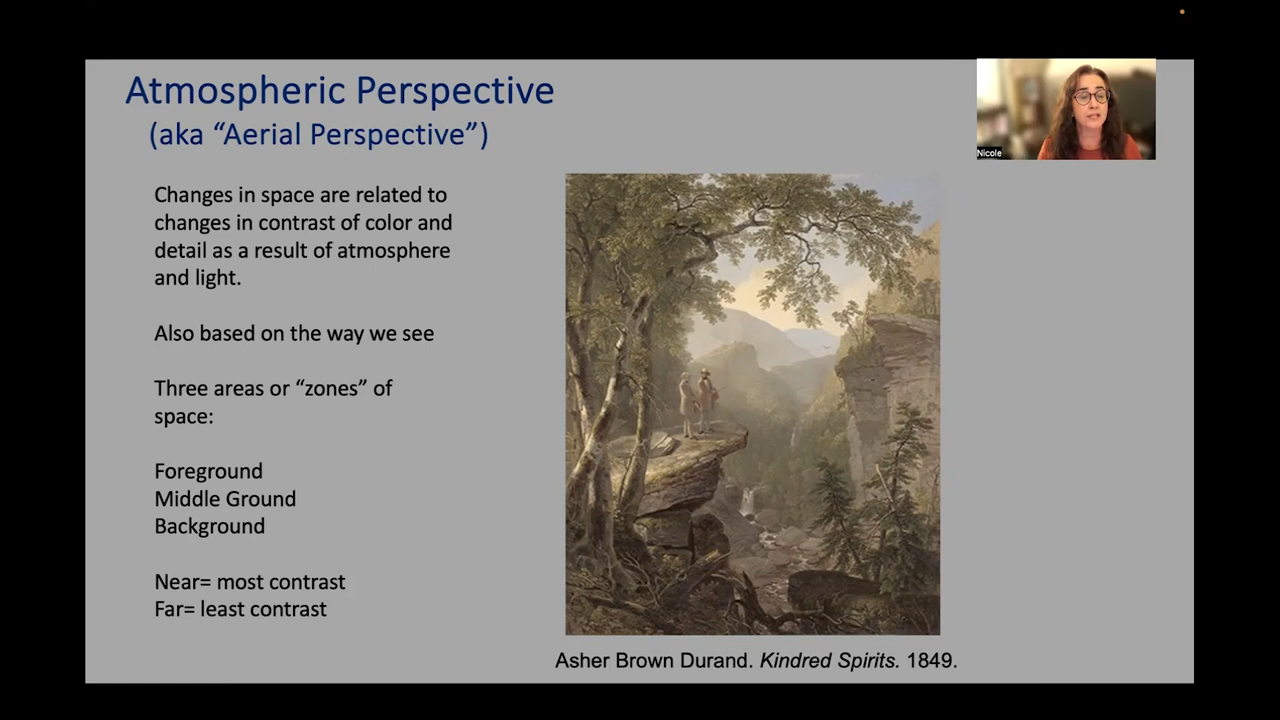 Atmospheric Perspective
(aka “Aerial Perspective”)
Nicole
Changes in space are related to
changes in contrast of color and
detail as a result of atmosphere
and light.
Also based on the way we see
Three areas or “zones” of
space:
Foreground
Middle Ground
Background
Near= most contrast
Far= least contrast
Asher Brown Durand. Kindred Spirits. 1849.